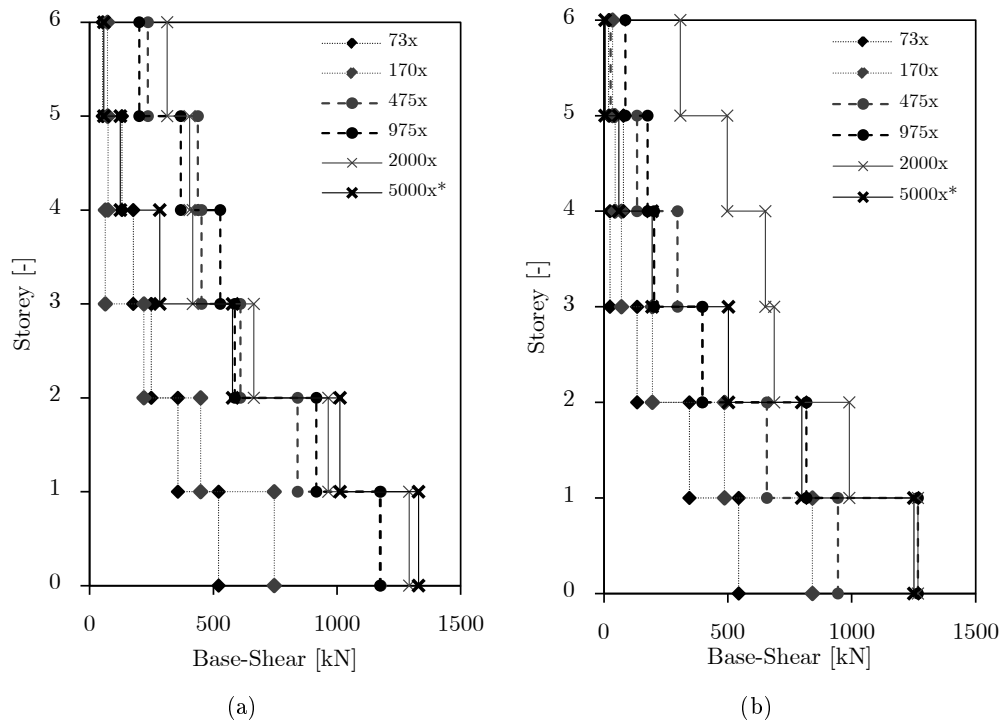 6
5
4
3
2
1
0
Storey [-]
73x
170x
475x
975x
2000x
5000x*
0 500 1000 1500
Base-Shear [kN]
(a)
6
5
4
3
2
1
0
Storey [-]
73x
170x
475x
975x
2000x
5000x*
0 500 1000 1500
Base-Shear [kN]
(b)